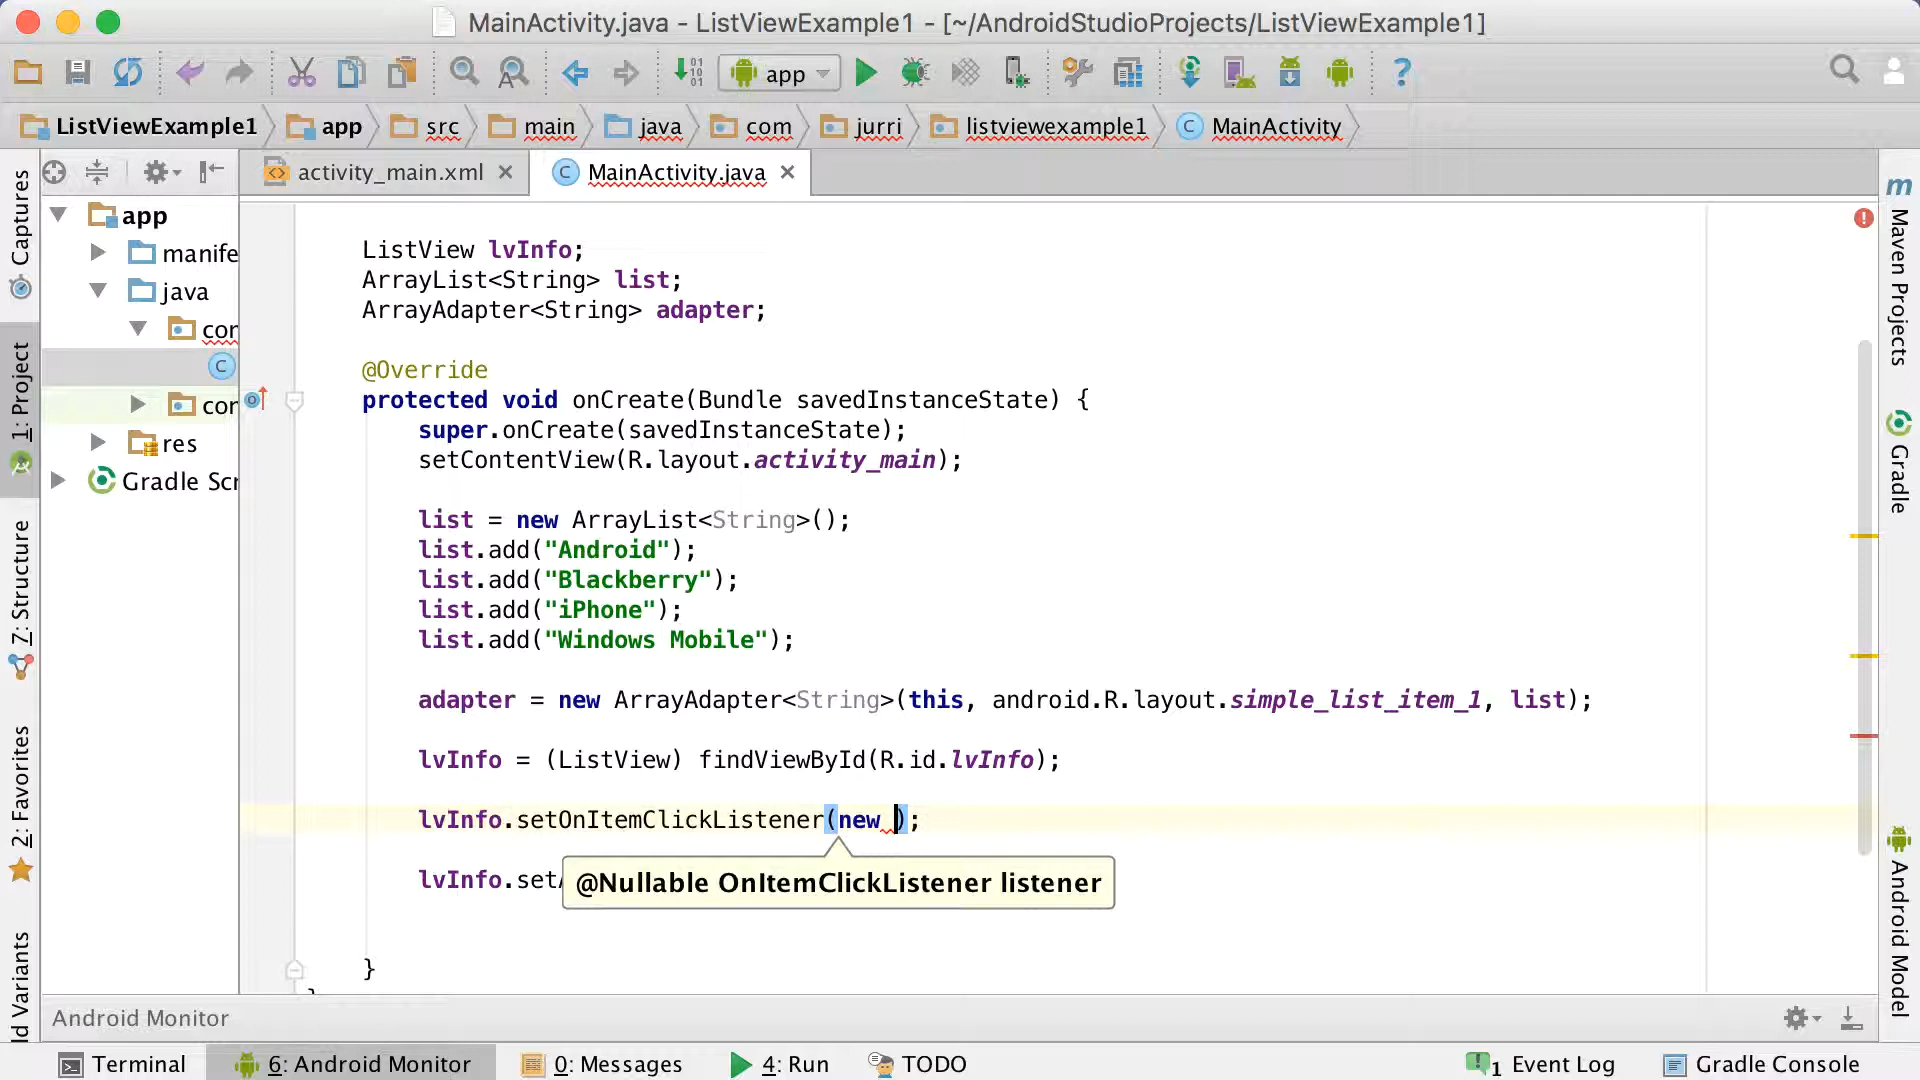 MainActivity.java - ListViewExample1 - [~/AndroidStudioProjects/ListViewExample1]
app
ListViewExample1 app src main java com jurri listviewexample1 MainActivity
activity_main.xml MainActivity.java
Captures
1: Project
7: Structure
2: Favorites
ld Variants
app
manife
java
con
con
res
Gradle Scr
ListView lvInfo;
ArrayList<String> list;
ArrayAdapter<String> adapter;
@Override
protected void onCreate(Bundle savedInstanceState) {
super.onCreate(savedInstanceState);
setContentView(R.layout.activity_main);
list = new ArrayList<String>();
list.add("Android");
list.add("Blackberry");
list.add("iPhone");
list.add("Windows Mobile");
adapter = new ArrayAdapter<String>(this, android.R.layout.simple_list_item_1, list);
lvInfo = (ListView) findViewById(R.id.lvInfo);
lvInfo.setOnItemClickListener(new );
@Nullable OnItemClickListener listener
lvInfo.set
}
Maven Projects
Gradle
Android Model
Android Monitor
Terminal 6: Android Monitor 0: Messages 4: Run TODO 1 Event Log Gradle Console